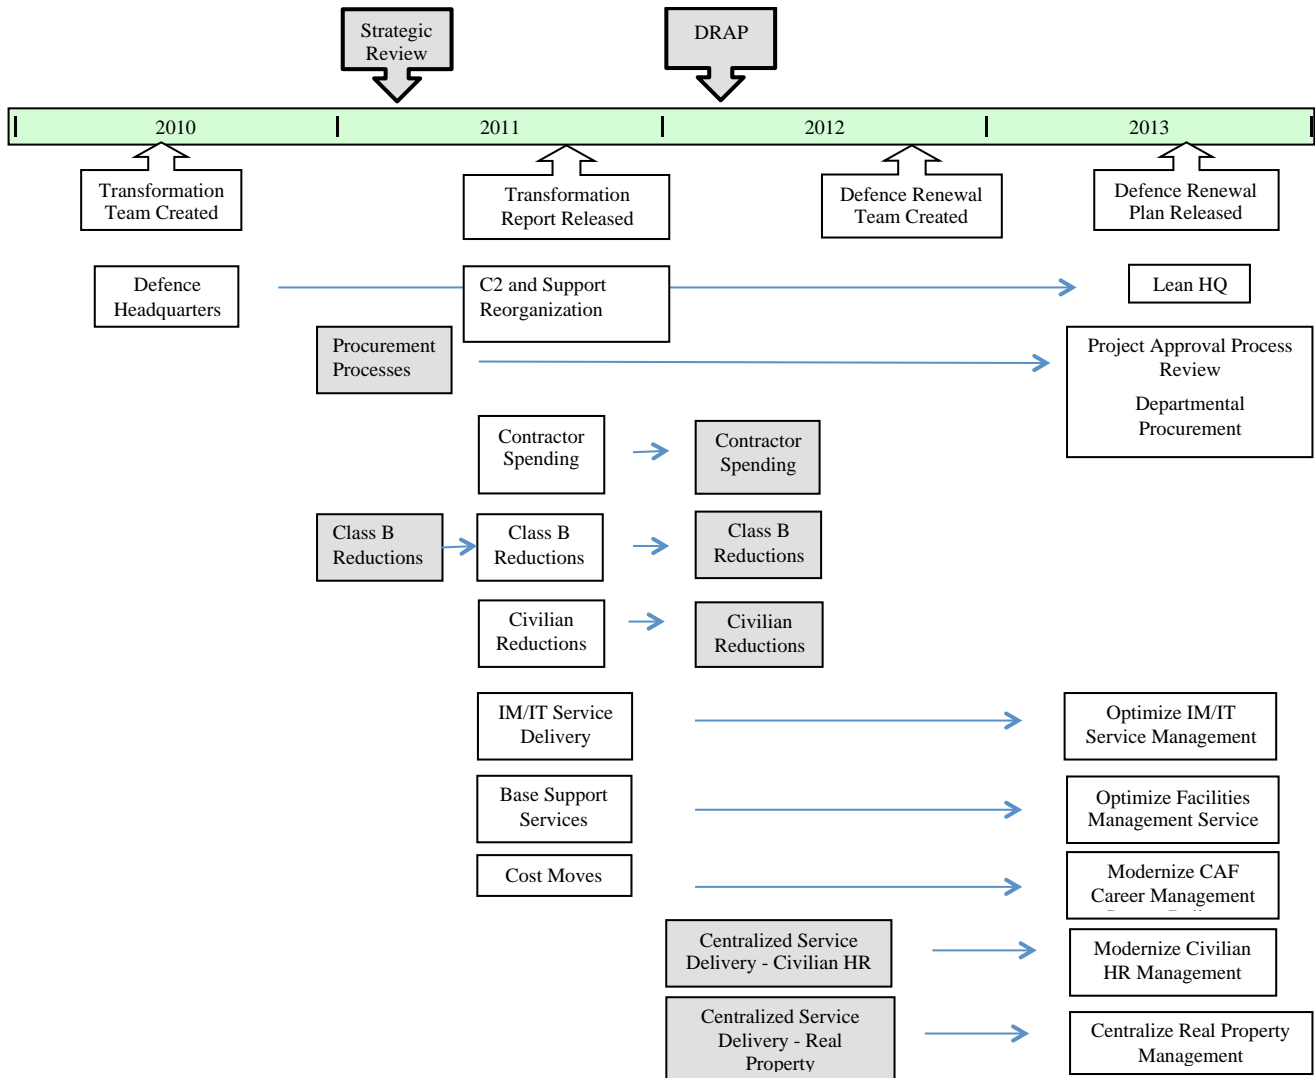 Strategic
Review
DRAP
2010
2011
2012
2013
Transformation
Team Created
Transformation
Report Released
Defence Renewal
Team Created
Defence Renewal
Plan Released
Defence
Headquarters
C2 and Support
Reorganization
Lean HQ
Procurement
Processes
Project Approval Process
Review
Departmental
Procurement
Contractor
Spending
Contractor
Spending
Class B
Reductions
Class B
Reductions
Class B
Reductions
Civilian
Reductions
Civilian
Reductions
IM/IT Service
Delivery
Optimize IM/IT
Service Management
Base Support
Services
Optimize Facilities
Management Service
Cost Moves
Modernize CAF
Career Management
Centralized Service
Delivery - Civilian HR
Modernize Civilian
HR Management
Centralized Service
Delivery - Real
Property
Centralize Real Property
Management